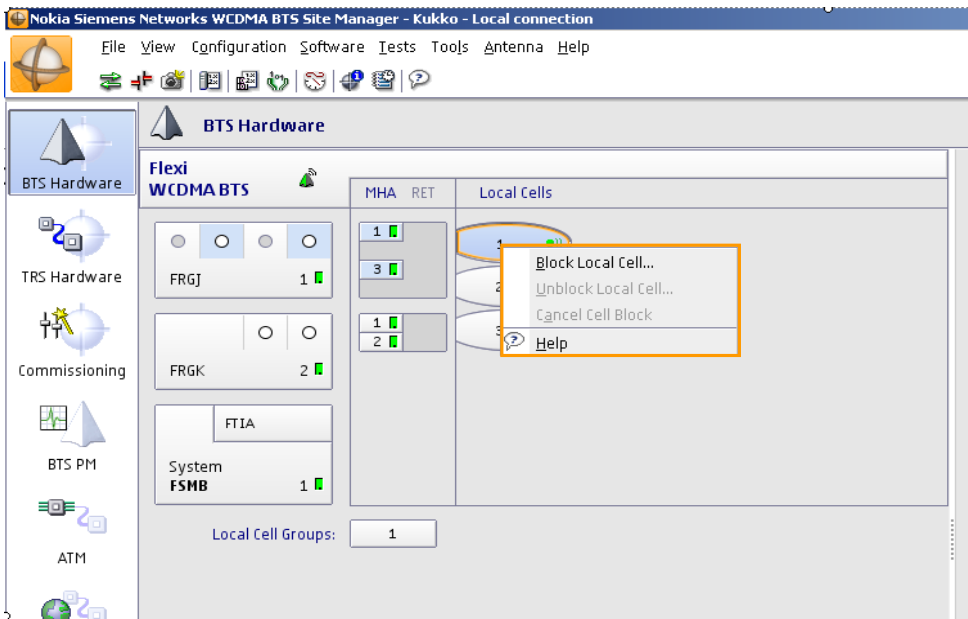 Nokia Siemens Networks WCDMA BTS Site Manager - Kukko - Local connection
File View Configuration Software Tests Tools Antenna Help
BTS Hardware
BTS Hardware
Flexi
WCDMA BTS
MHA RET Local Cells
1
3
1
FRGJ 1
Block Local Cell...
Unblock Local Cell...
Cancel Cell Block
Help
2
3
TRS Hardware
1
2
FRGK 2
Commissioning
FTIA
System
FSMB 1
BTS PM
Local Cell Groups: 1
ATM